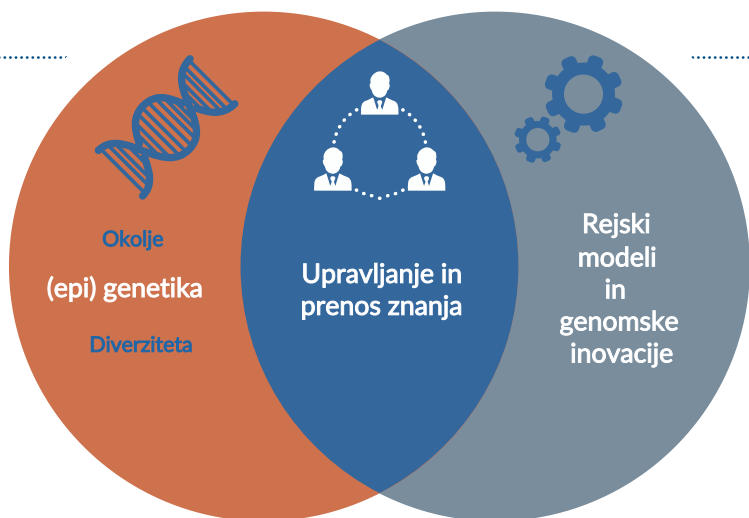 Okolje
(epi) genetika
Diverziteta
Upravljanje in
prenos znanja
Rejski
modeli
in
genomske
inovacije